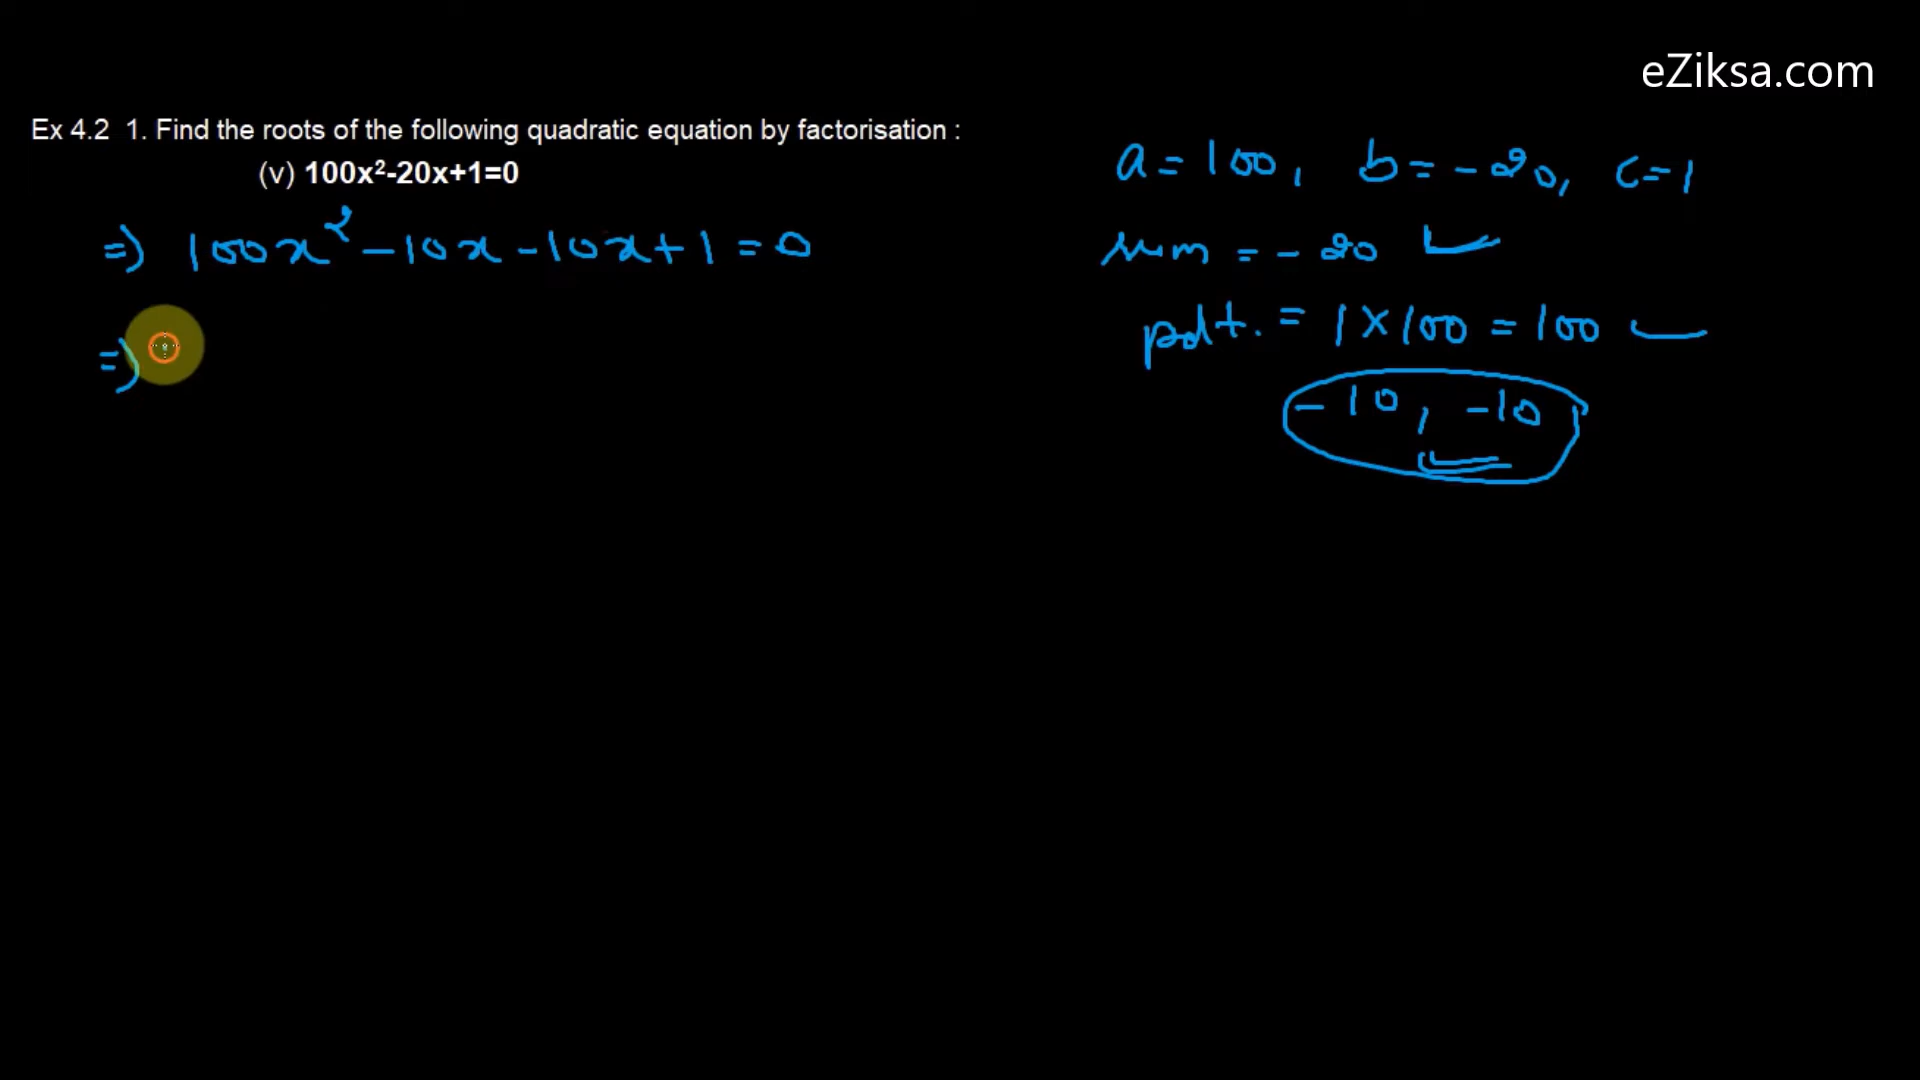 eZiksa.com
Ex 4.2 1. Find the roots of the following quadratic equation by factorisation :
(v) 100x²-20x+1=0
=) 100x² - 10x - 10x + 1 = 0
=)
a = 100, b = - 20, c = 1
sum = - 20
pdt. = 1 × 100 = 100
- 10, - 10